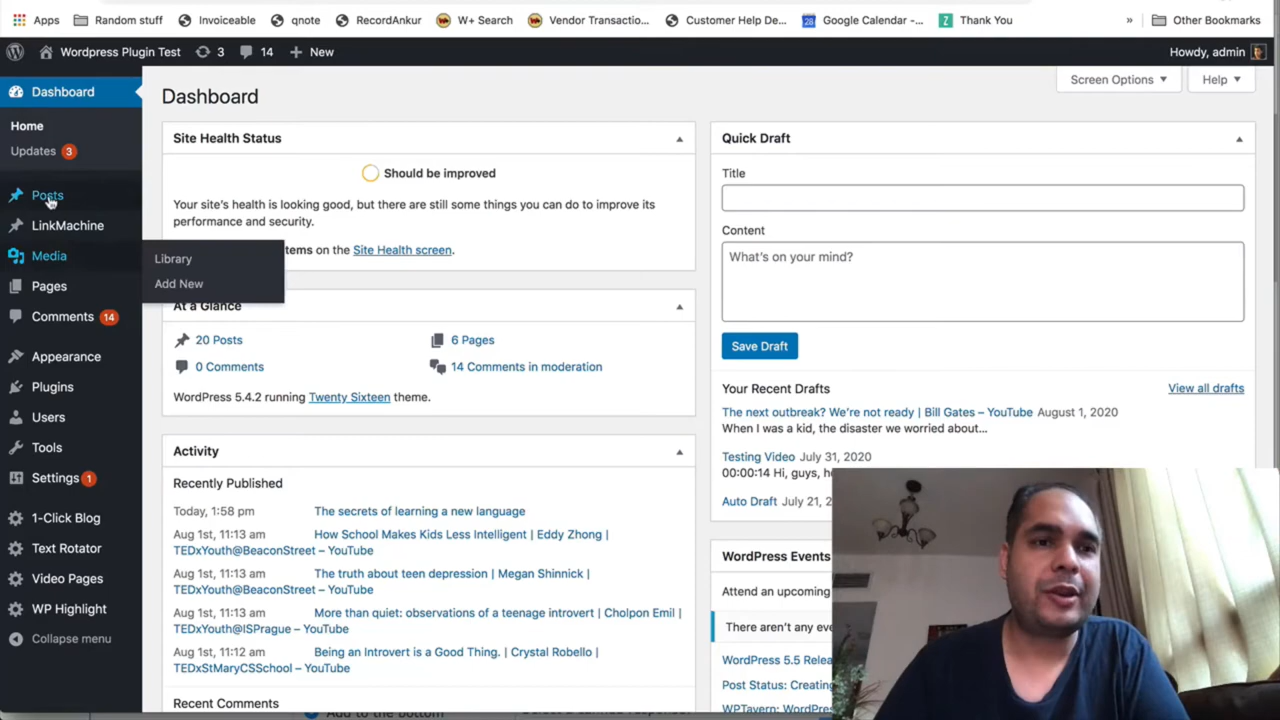 Apps
Random stuff
Invoiceable
qnote
RecordAnkur
W+ Search
Vendor Transactio...
Customer Help De...
Google Calendar -...
Thank You
»
Other Bookmarks
Wordpress Plugin Test
3
14
+ New
Howdy, admin
Dashboard
Home
Updates 3
Posts
LinkMachine
Media
Pages
Comments 14
Appearance
Plugins
Users
Tools
Settings 1
1-Click Blog
Text Rotator
Video Pages
WP Highlight
Collapse menu
Library
Add New
Dashboard
Screen Options
Help
Site Health Status
Should be improved
Your site's health is looking good, but there are still some things you can do to improve its
performance and security.
on the Site Health screen.
At a Glance
20 Posts
6 Pages
0 Comments
14 Comments in moderation
WordPress 5.4.2 running Twenty Sixteen theme.
Activity
Recently Published
Today, 1:58 pm The secrets of learning a new language
Aug 1st, 11:13 am How School Makes Kids Less Intelligent | Eddy Zhong |
TEDxYouth@BeaconStreet – YouTube
Aug 1st, 11:13 am The truth about teen depression | Megan Shinnick |
TEDxYouth@BeaconStreet – YouTube
Aug 1st, 11:13 am More than quiet: observations of a teenage introvert | Cholpon Emil |
TEDxYouth@ISPrague – YouTube
Aug 1st, 11:12 am Being an Introvert is a Good Thing. | Crystal Robello |
TEDxStMaryCSSchool – YouTube
Recent Comments
Quick Draft
Title
Content
What's on your mind?
Save Draft
Your Recent Drafts
View all drafts
The next outbreak? We're not ready | Bill Gates – YouTube August 1, 2020
When I was a kid, the disaster we worried about...
Testing Video July 31, 2020
00:00:14 Hi, guys,
Auto Draft July 21,
WordPress Events
Attend an upcoming
There aren't any
WordPress 5.5
Post Status:
WPTavern:
Add to the bottom